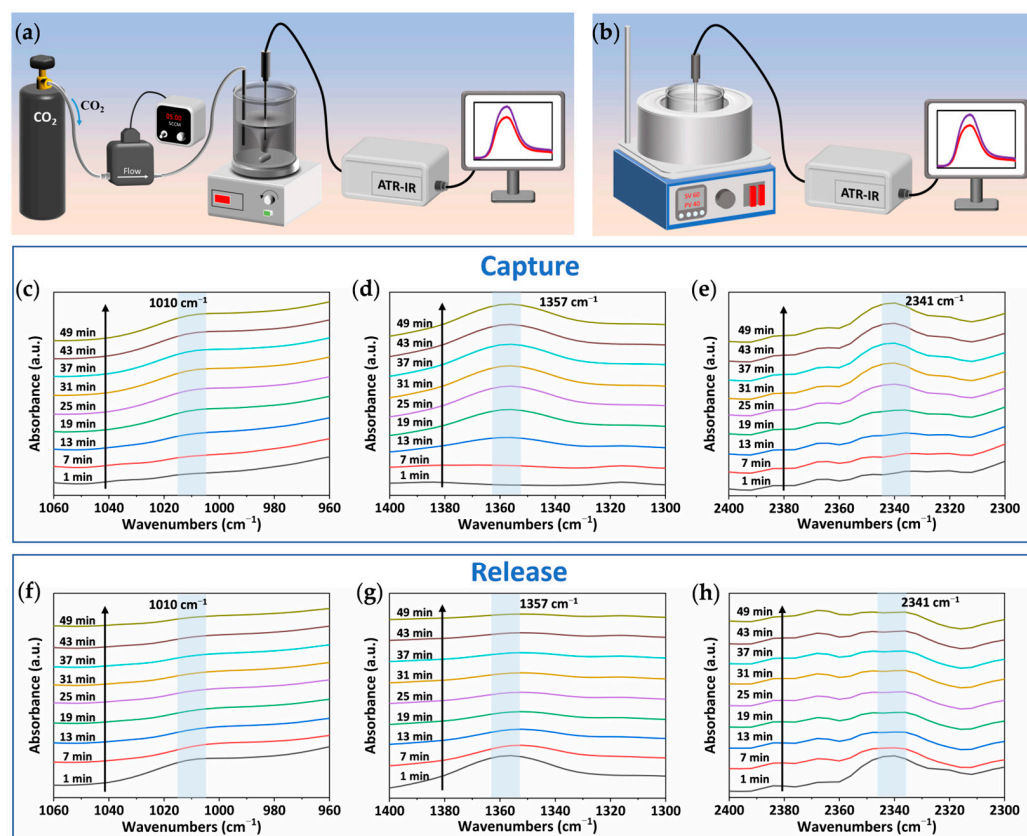 (a)
CO₂
CO₂
08.00
SCCM
Flow
ATR-IR
(b)
SV 60
PV 40
ATR-IR
Capture
(c)
1010 cm⁻¹
49 min
43 min
37 min
31 min
25 min
19 min
13 min
7 min
1 min
Absorbance (a.u.)
1060 1040 1020 1000 980 960
Wavenumbers (cm⁻¹)
(d)
1357 cm⁻¹
49 min
43 min
37 min
31 min
25 min
19 min
13 min
7 min
1 min
Absorbance (a.u.)
1400 1380 1360 1340 1320 1300
Wavenumbers (cm⁻¹)
(e)
2341 cm⁻¹
49 min
43 min
37 min
31 min
25 min
19 min
13 min
7 min
1 min
Absorbance (a.u.)
2400 2380 2360 2340 2320 2300
Wavenumbers (cm⁻¹)
Release
(f)
1010 cm⁻¹
49 min
43 min
37 min
31 min
25 min
19 min
13 min
7 min
1 min
Absorbance (a.u.)
1060 1040 1020 1000 980 960
Wavenumbers (cm⁻¹)
(g)
1357 cm⁻¹
49 min
43 min
37 min
31 min
25 min
19 min
13 min
7 min
1 min
Absorbance (a.u.)
1400 1380 1360 1340 1320 1300
Wavenumbers (cm⁻¹)
(h)
2341 cm⁻¹
49 min
43 min
37 min
31 min
25 min
19 min
13 min
7 min
1 min
Absorbance (a.u.)
2400 2380 2360 2340 2320 2300
Wavenumbers (cm⁻¹)